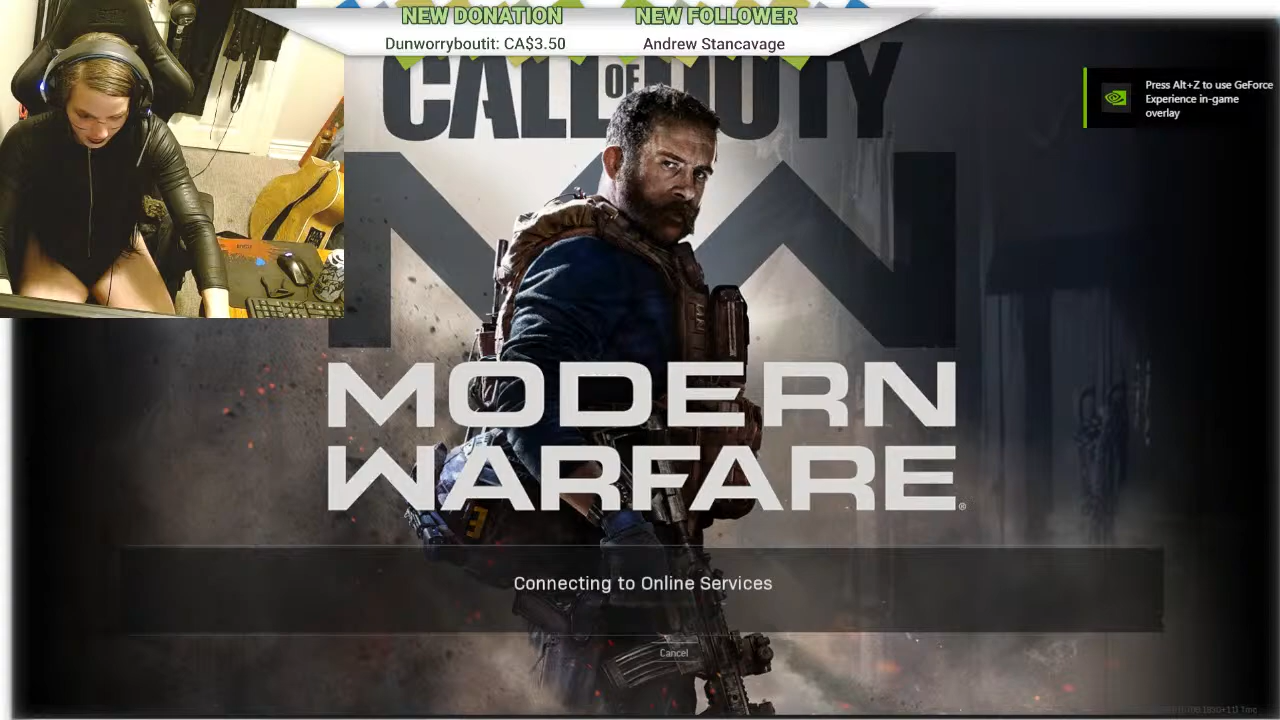 NEW DONATION
Dunworryboutit: CA$3.50
NEW FOLLOWER
Andrew Stancavage
Press Alt+Z to use GeForce
Experience in-game
overlay
CALL OF DUTY
MODERN
WARFARE®
Connecting to Online Services
Cancel